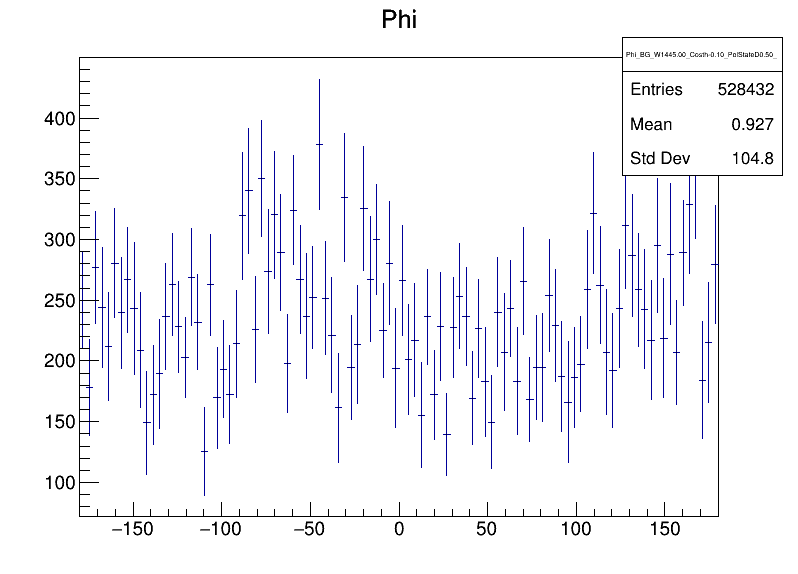 Phi
Phi_BG_W1445.00_Costh-0.10_PolStateD0.50_
Entries 528432
Mean 0.927
Std Dev 104.8
400
350
300
250
200
150
100
−150 −100 −50 0 50 100 150